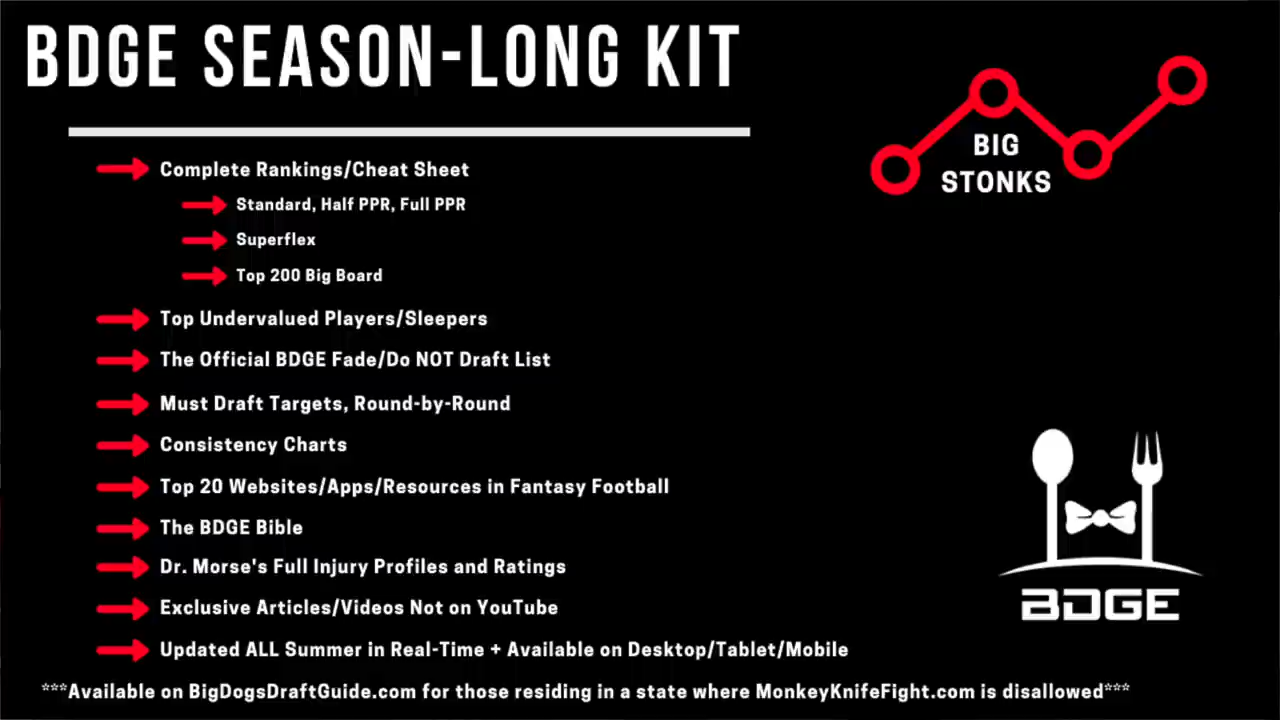 BDGE SEASON-LONG KIT
BIG
STONKS
Complete Rankings/Cheat Sheet
Standard, Half PPR, Full PPR
Superflex
Top 200 Big Board
Top Undervalued Players/Sleepers
The Official BDGE Fade/Do NOT Draft List
Must Draft Targets, Round-by-Round
Consistency Charts
Top 20 Websites/Apps/Resources in Fantasy Football
The BDGE Bible
Dr. Morse's Full Injury Profiles and Ratings
Exclusive Articles/Videos Not on YouTube
Updated ALL Summer in Real-Time + Available on Desktop/Tablet/Mobile
BDGE
***Available on BigDogsDraftGuide.com for those residing in a state where MonkeyKnifeFight.com is disallowed***